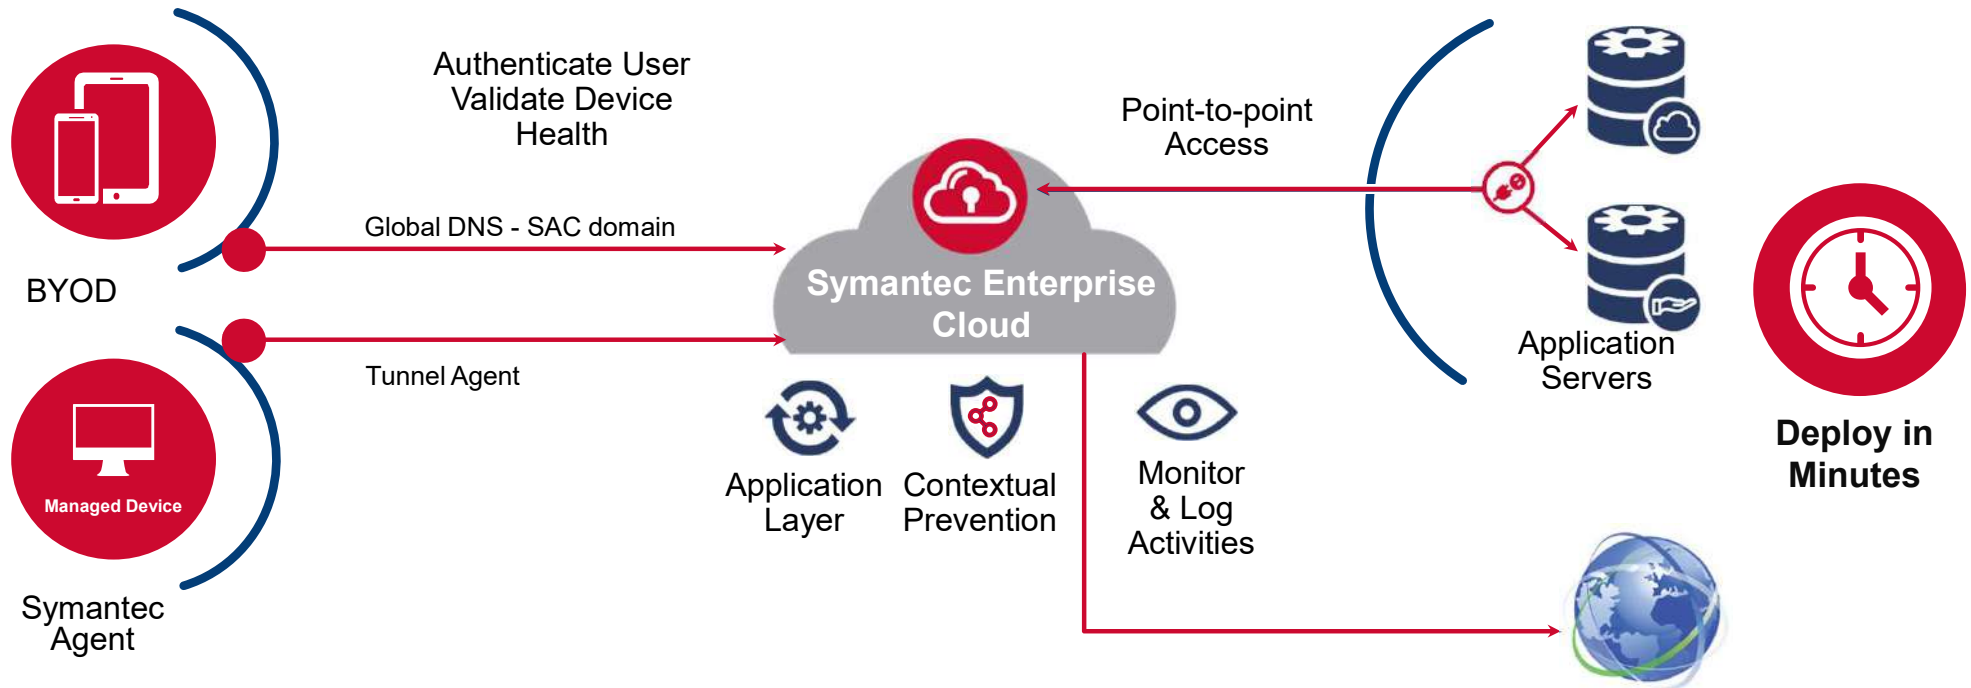 Authenticate User
Validate Device
Health
Point-to-point
Access
Global DNS - SAC domain
BYOD
Symantec Enterprise
Cloud
Application
Servers
Tunnel Agent
Managed Device
Symantec
Agent
Application
Layer
Contextual
Prevention
Monitor
& Log
Activities
Deploy in
Minutes